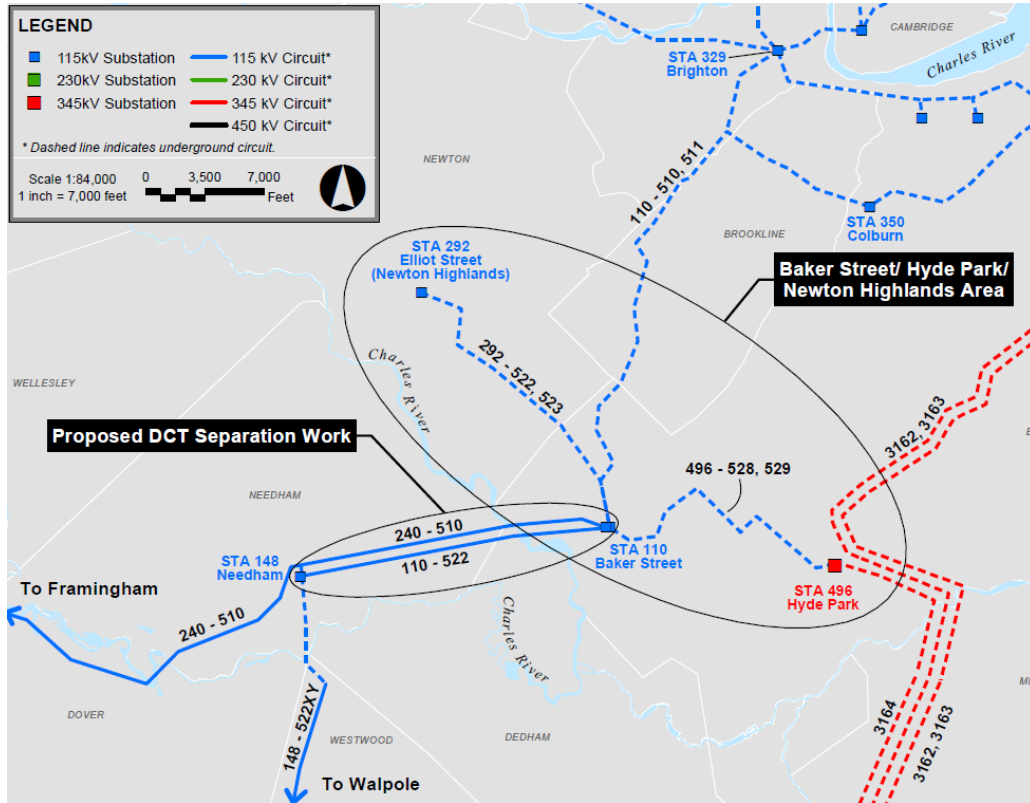 LEGEND
115kV Substation
230kV Substation
345kV Substation
115 kV Circuit*
230 kV Circuit*
345 kV Circuit*
450 kV Circuit*
* Dashed line indicates underground circuit.
Scale 1:84,000
1 inch = 7,000 feet
0 3,500 7,000
Feet
CAMBRIDGE
Charles River
STA 329
Brighton
NEWTON
110 - 510, 511
STA 350
Colburn
BROOKLINE
STA 292
Elliot Street
(Newton Highlands)
Baker Street/ Hyde Park/
Newton Highlands Area
Charles River
WELLESLEY
292 - 522, 523
3162, 3163
Proposed DCT Separation Work
496 - 528, 529
NEEDHAM
240 - 510
110 - 522
STA 148
Needham
STA 110
Baker Street
STA 496
Hyde Park
To Framingham
240 - 510
Charles River
DOVER
148 - 522XY
WESTWOOD
DEDHAM
3164
3162, 3163
To Walpole